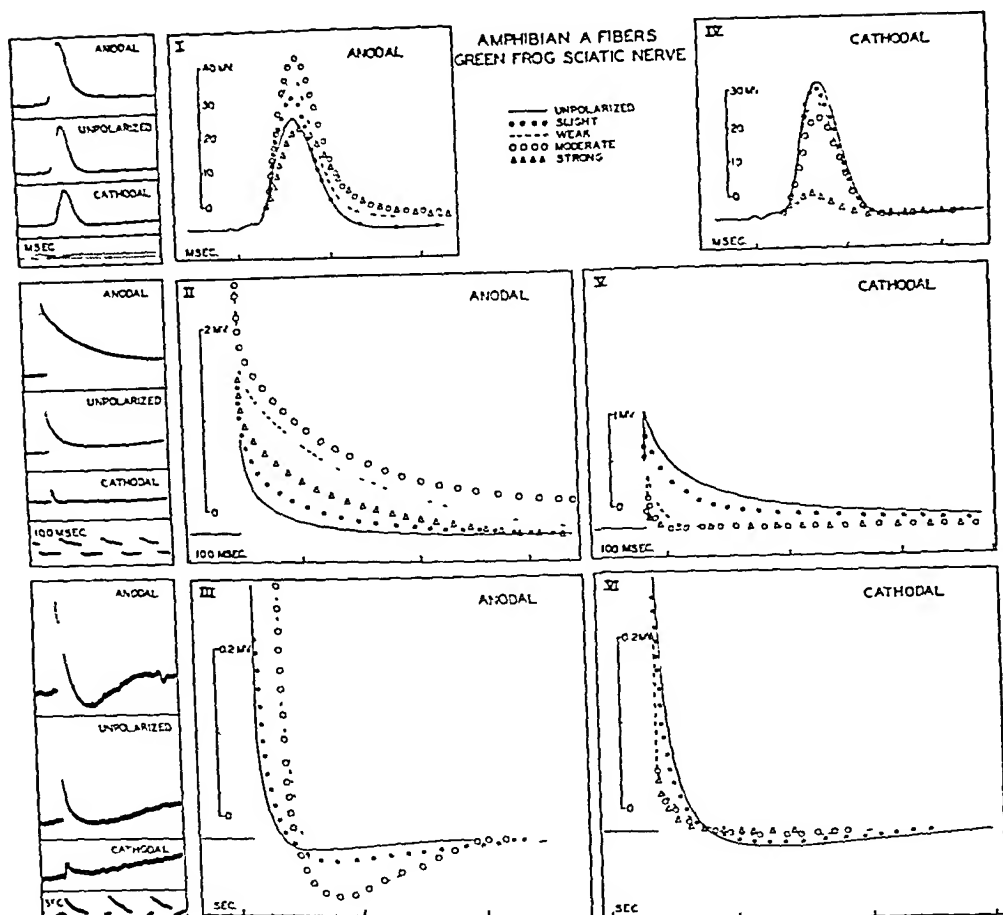 AMPHIBIAN A FIBERS
GREEN FROG SCIATIC NERVE
UNPOLARIZED
SLIGHT
WEAK
MODERATE
STRONG
ANODAL
UNPOLARIZED
CATHODAL
MSEC
I
ANODAL
40 MV.
30
20
10
0
MSEC.
IV
CATHODAL
30 MV.
20
10
0
MSEC.
ANODAL
UNPOLARIZED
CATHODAL
100 MSEC.
II
ANODAL
2 MV.
0
100 MSEC.
V
CATHODAL
1 MV.
0
100 MSEC.
ANODAL
UNPOLARIZED
CATHODAL
SEC.
III
ANODAL
0.2 MV.
0
SEC.
VI
CATHODAL
0.2 MV.
0
SEC